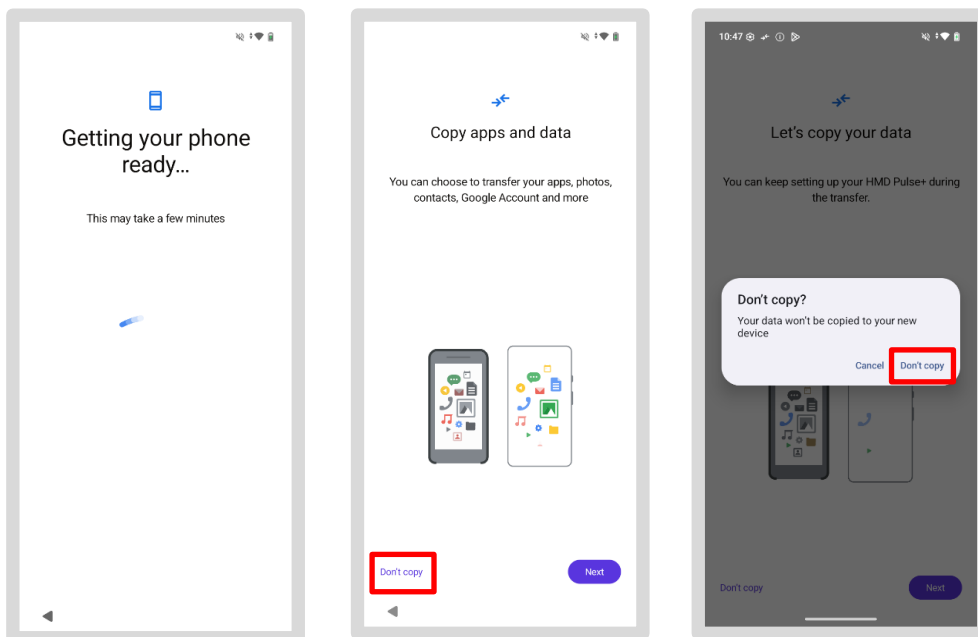 Getting your phone
ready...
This may take a few minutes
Copy apps and data
You can choose to transfer your apps, photos,
contacts, Google Account and more
Don't copy
Next
10:47
Let's copy your data
You can keep setting up your HMD Pulse+ during
the transfer.
Don't copy?
Your data won't be copied to your new
device
Cancel Don't copy
Don't copy
Next